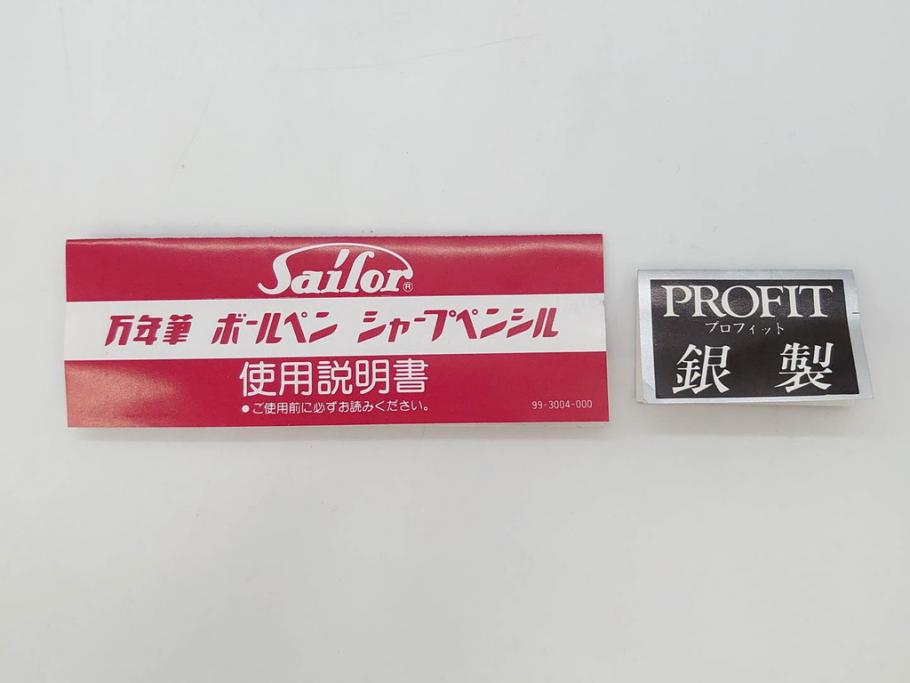 Sailor®
万年筆 ボールペン シャープペンシル
使用説明書
●ご使用前に必ずお読みください。
99-3004-000
PROFIT
プロフィット
銀製